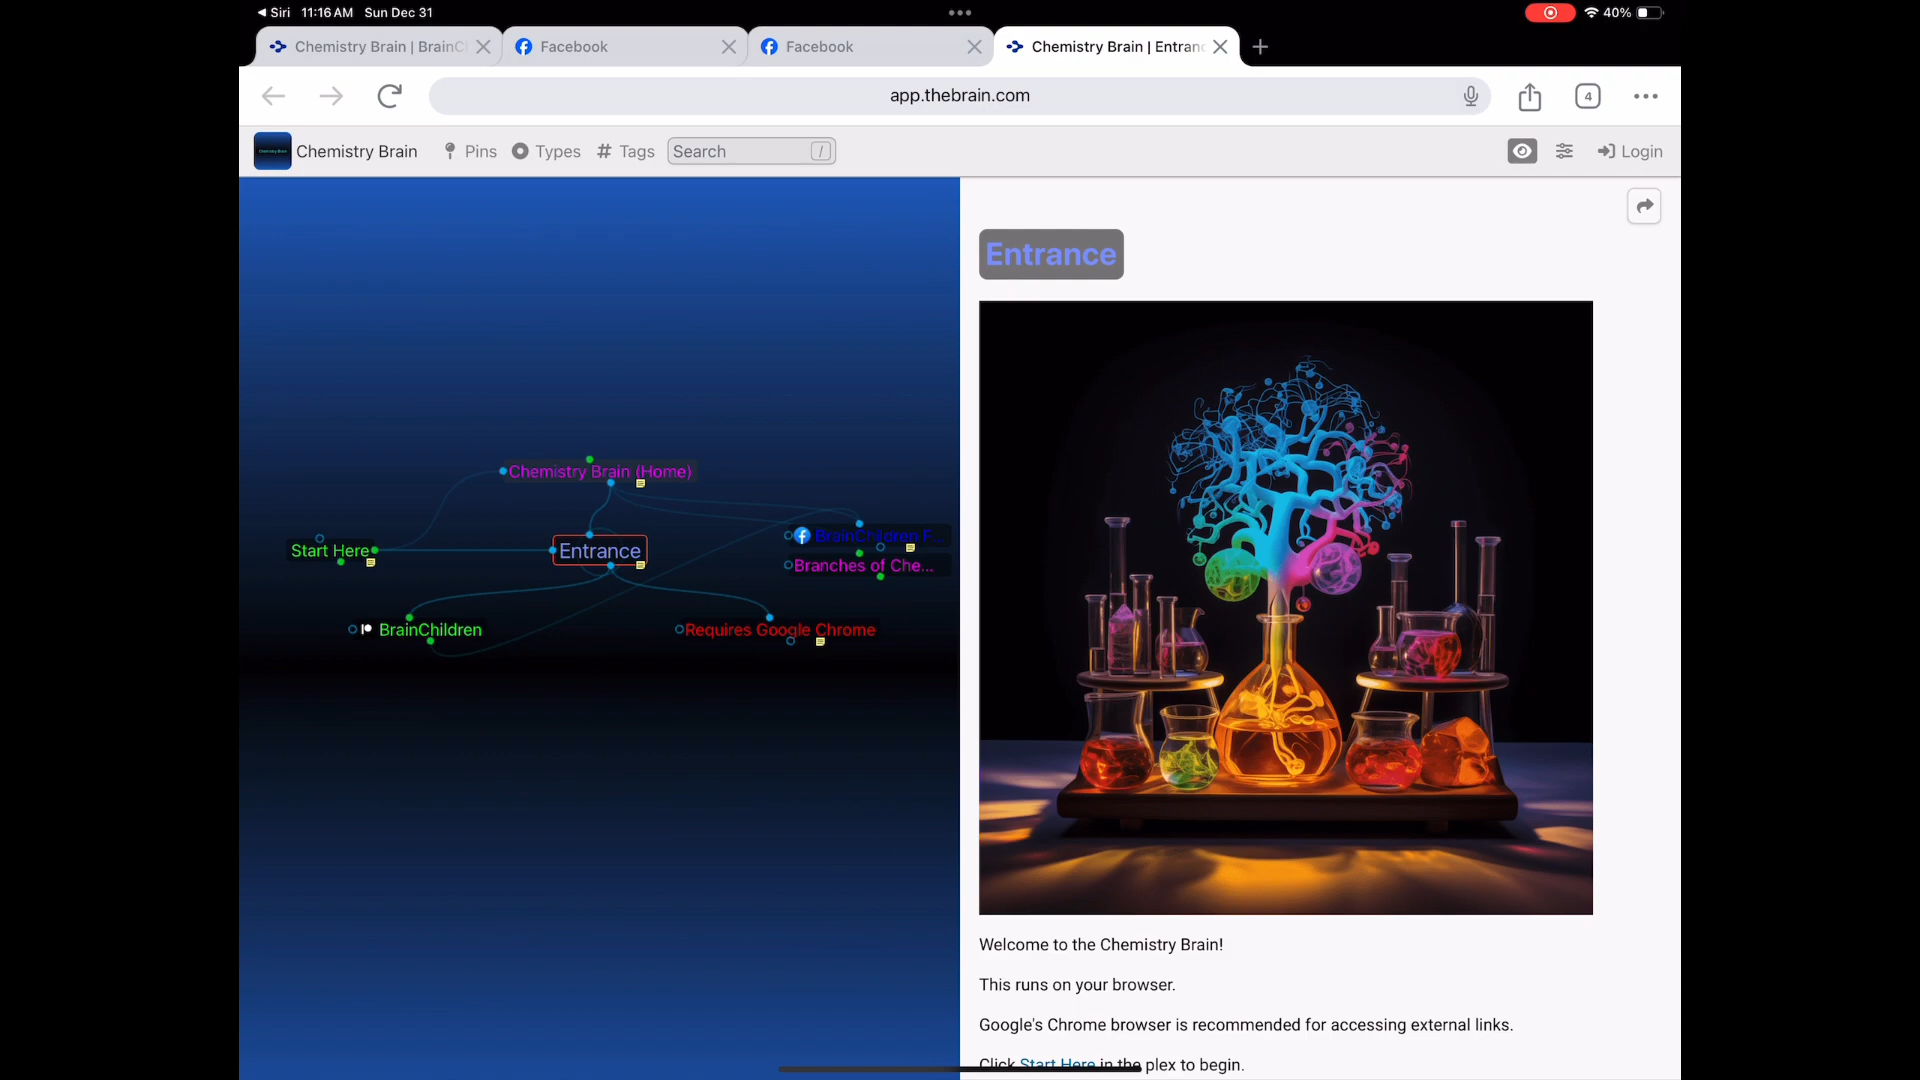 Siri 11:16 AM Sun Dec 31
40%
Chemistry Brain | BrainC
Facebook
Facebook
Chemistry Brain | Entran
app.thebrain.com
4
Chemistry Brain
Pins
Types
# Tags
Search /
Login
Entrance
Chemistry Brain (Home)
Start Here
Entrance
BrainChildren F...
Branches of Che...
BrainChildren
Requires Google Chrome
Welcome to the Chemistry Brain!
This runs on your browser.
Google's Chrome browser is recommended for accessing external links.
Click Start Here in the plex to begin.